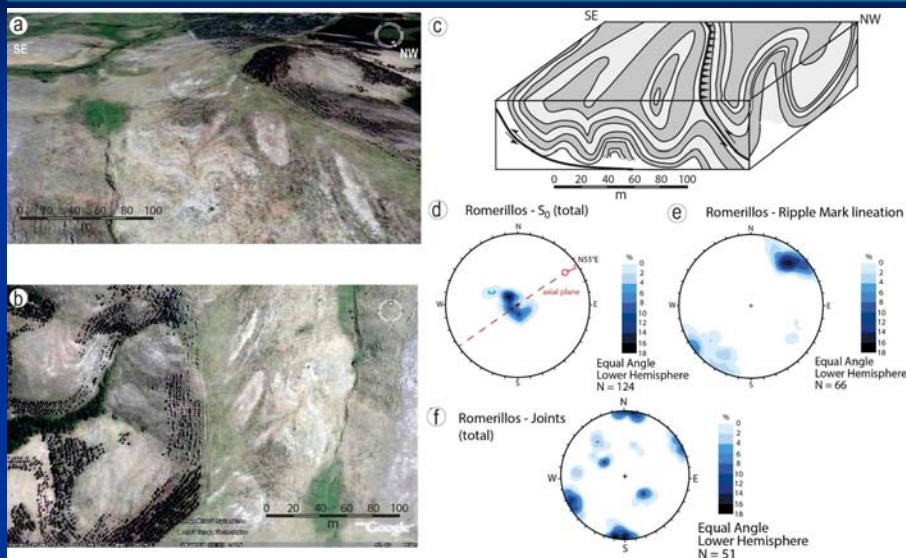 a
SE
NW
0 20 40 60 80 100
m
b
0 20 40 60 80 100
m
Google
c
SE
NW
0 20 40 60 80 100
m
d
Romerillos - S₀ (total)
N
N55°E
axial plane
W
E
S
%
0
2
4
6
8
10
12
14
16
18
Equal Angle
Lower Hemisphere
N = 124
e
Romerillos - Ripple Mark lineation
N
W
E
S
%
0
2
4
6
8
10
12
14
16
18
Equal Angle
Lower Hemisphere
N = 66
f
Romerillos - Joints
(total)
N
W
E
S
%
0
2
4
6
8
10
12
14
16
18
Equal Angle
Lower Hemisphere
N = 51